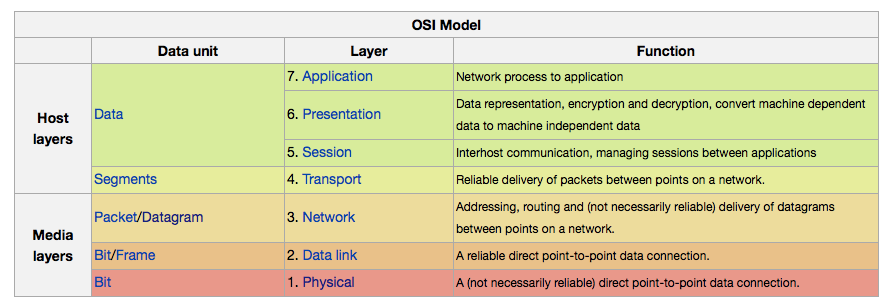 OSI Model
Data unit Layer Function
Host layers
Data
7. Application Network process to application
6. Presentation Data representation, encryption and decryption, convert machine dependent
data to machine independent data
5. Session Interhost communication, managing sessions between applications
Segments 4. Transport Reliable delivery of packets between points on a network.
Media layers
Packet/Datagram 3. Network Addressing, routing and (not necessarily reliable) delivery of datagrams
between points on a network.
Bit/Frame 2. Data link A reliable direct point-to-point data connection.
Bit 1. Physical A (not necessarily reliable) direct point-to-point data connection.